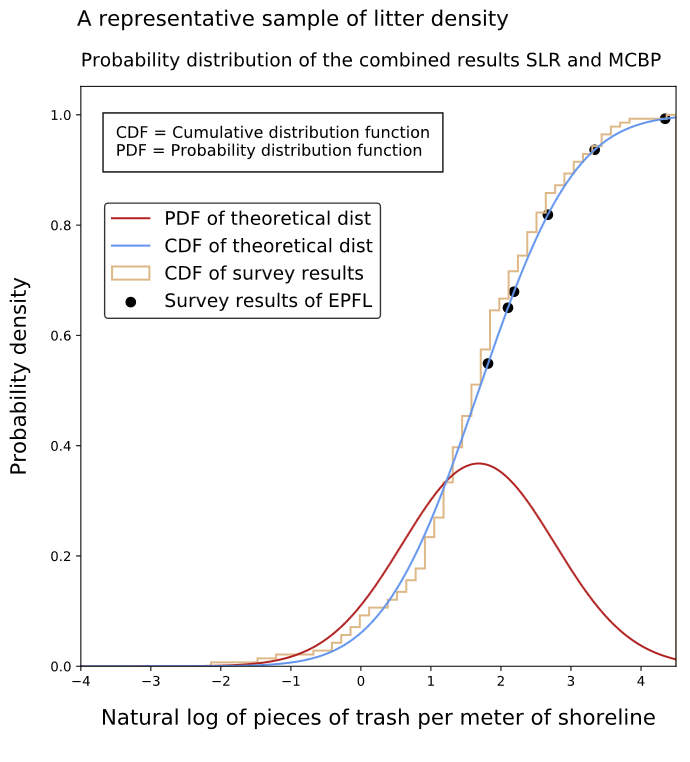 A representative sample of litter density
Probability distribution of the combined results SLR and MCBP
CDF = Cumulative distribution function
PDF = Probability distribution function
PDF of theoretical dist
CDF of theoretical dist
CDF of survey results
Survey results of EPFL
Probability density
1.0
0.8
0.6
0.4
0.2
0.0
−4 −3 −2 −1 0 1 2 3 4
Natural log of pieces of trash per meter of shoreline